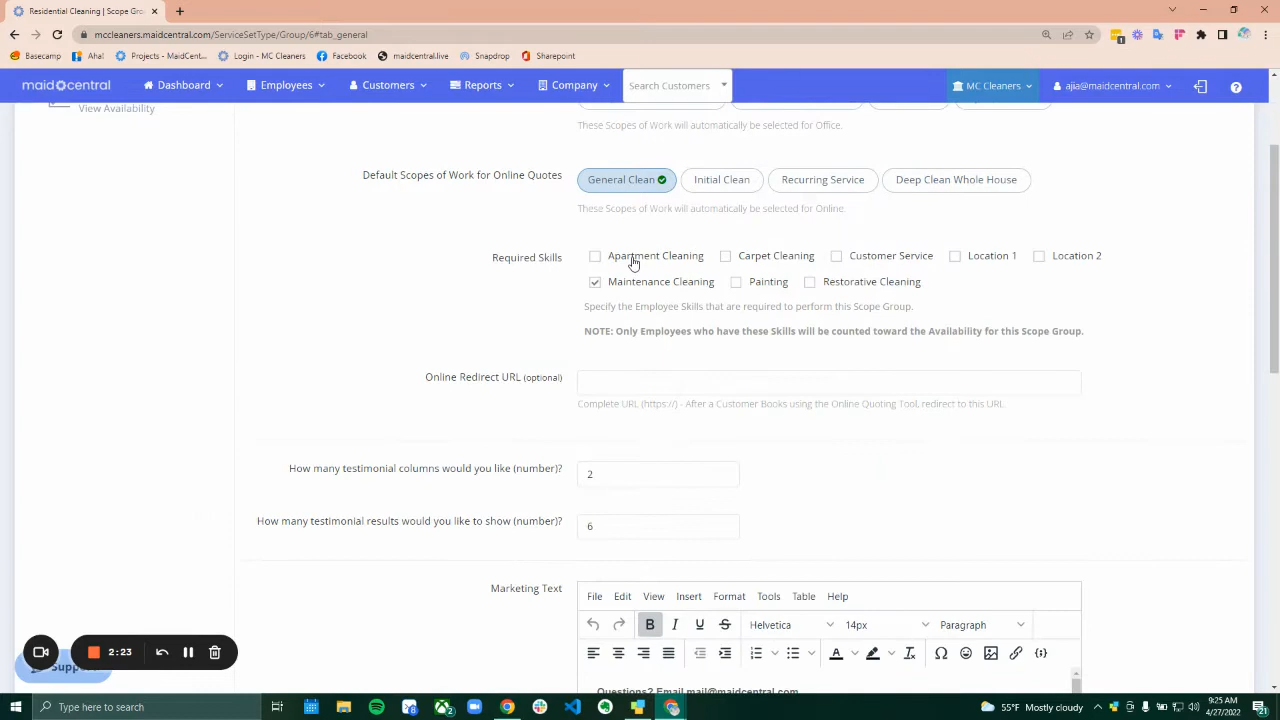 Residential Cleaning | Scope Gro
mccleaners.maidcentral.com/ServiceSetType/Group/6#tab_general
Basecamp
Aha!
Projects - MaidCent...
Login - MC Cleaners
Facebook
maidcentral.live
Snapdrop
Sharepoint
maid central
Dashboard
Employees
Customers
Reports
Company
Search Customers
MC Cleaners
ajia@maidcentral.com
View Availability
These Scopes of Work will automatically be selected for Office.
Default Scopes of Work for Online Quotes
General Clean
Initial Clean
Recurring Service
Deep Clean Whole House
These Scopes of Work will automatically be selected for Online.
Required Skills
Apartment Cleaning
Carpet Cleaning
Customer Service
Location 1
Location 2
Maintenance Cleaning
Painting
Restorative Cleaning
Specify the Employee Skills that are required to perform this Scope Group.
NOTE: Only Employees who have these Skills will be counted toward the Availability for this Scope Group.
Online Redirect URL (optional)
Complete URL (https://) - After a Customer Books using the Online Quoting Tool, redirect to this URL
How many testimonial columns would you like (number)?
2
How many testimonial results would you like to show (number)?
6
Marketing Text
File Edit View Insert Format Tools Table Help
B I U S Helvetica 14px Paragraph
Questions? Email mail@maidcentral.com
2:23
Support
Type here to search
55°F Mostly cloudy
9:25 AM
4/27/2022